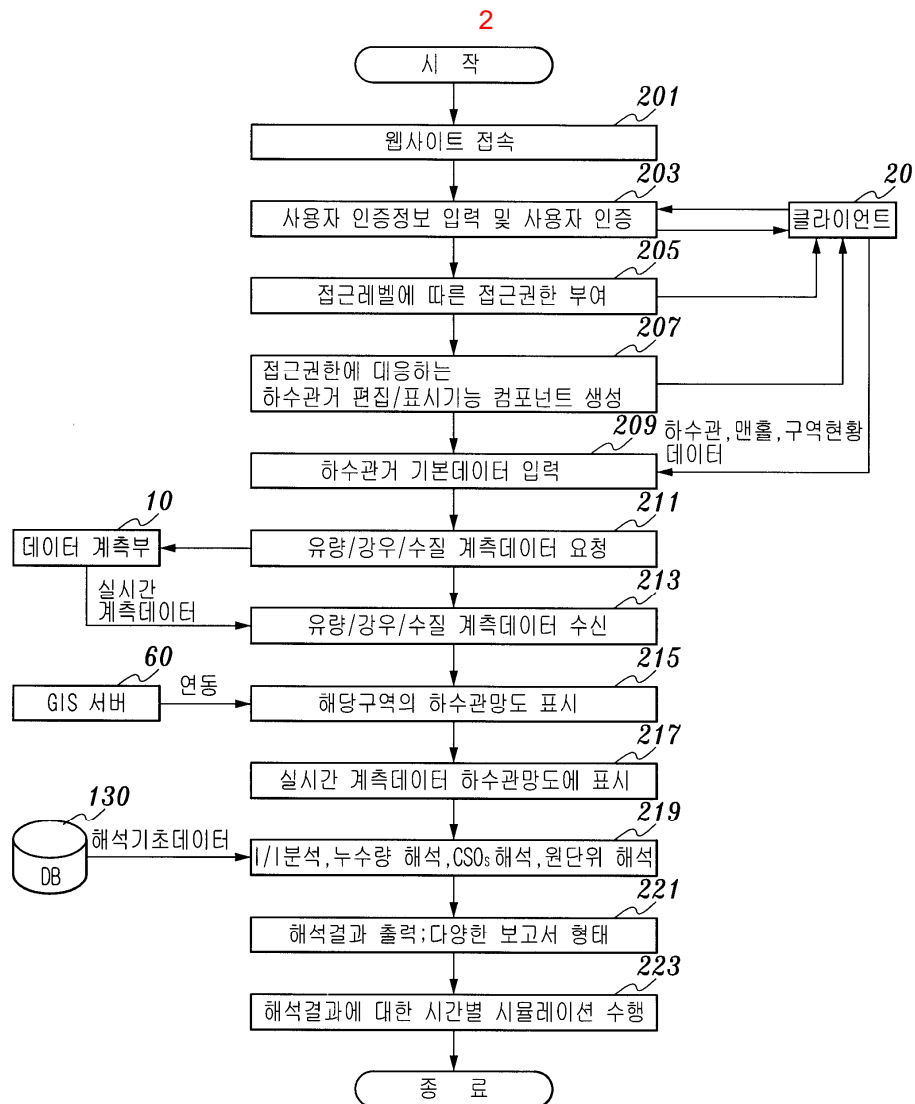 2
시 작
201
웹사이트 접속
203
사용자 인증정보 입력 및 사용자 인증
20
클라이언트
205
접근레벨에 따른 접근권한 부여
207
접근권한에 대응하는
하수관거 편집/표시기능 컴포넌트 생성
하수관,맨홀,구역현황
데이터
209
하수관거 기본데이터 입력
10
데이터 계측부
211
유량/강우/수질 계측데이터 요청
실시간
계측데이터
213
유량/강우/수질 계측데이터 수신
60
GIS 서버
연동
215
해당구역의 하수관망도 표시
217
실시간 계측데이터 하수관망도에 표시
130
DB
해석기초데이터
219
I/I분석,누수량 해석,CSOs해석,원단위 해석
221
해석결과 출력;다양한 보고서 형태
223
해석결과에 대한 시간별 시뮬레이션 수행
종 료